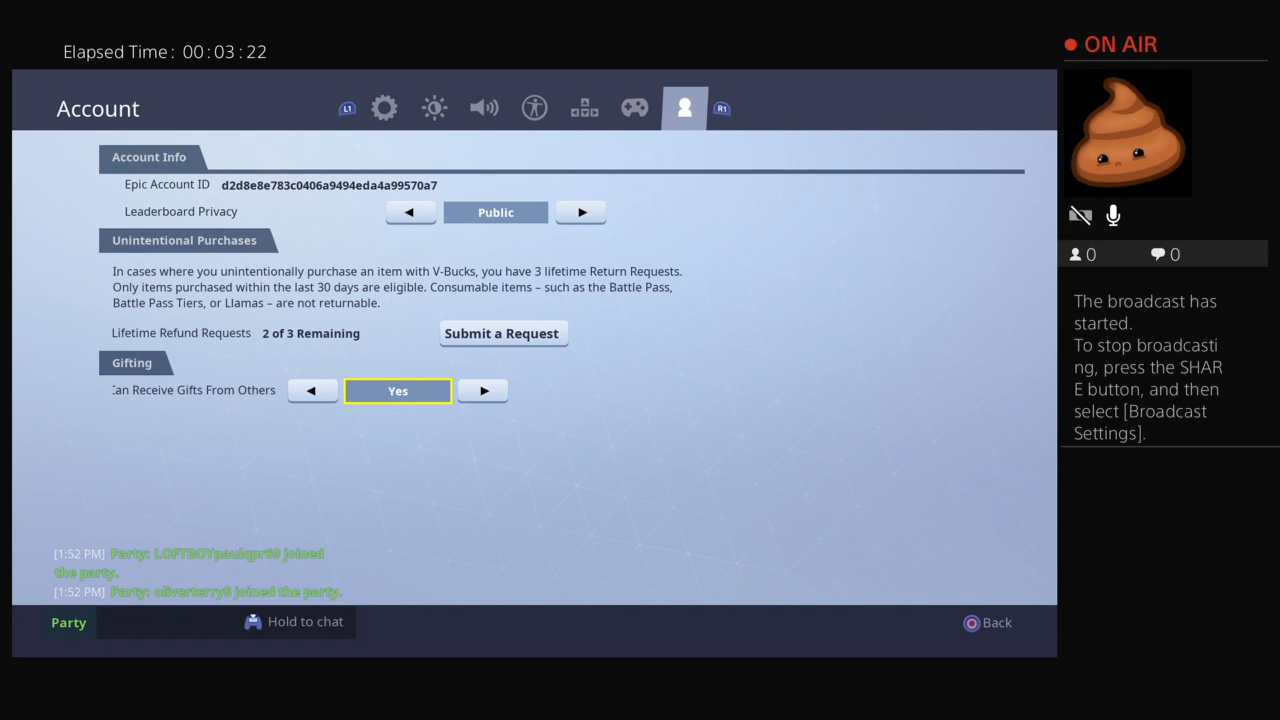 Elapsed Time: 00:03:22
ON AIR
Account
L1
R1
Account Info
Epic Account ID d2d8e8e783c0406a9494eda4a99570a7
Leaderboard Privacy Public
Unintentional Purchases
In cases where you unintentionally purchase an item with V-Bucks, you have 3 lifetime Return Requests.
Only items purchased within the last 30 days are eligible. Consumable items – such as the Battle Pass,
Battle Pass Tiers, or Llamas – are not returnable.
Lifetime Refund Requests 2 of 3 Remaining Submit a Request
Gifting
Can Receive Gifts From Others Yes
[1:52 PM] Party: LOFTBOYpaulqpr69 joined
the party.
[1:52 PM] Party: oliverterry8 joined the party.
Party Hold to chat
Back
0 0
The broadcast has
started.
To stop broadcasti
ng, press the SHAR
E button, and then
select [Broadcast
Settings].